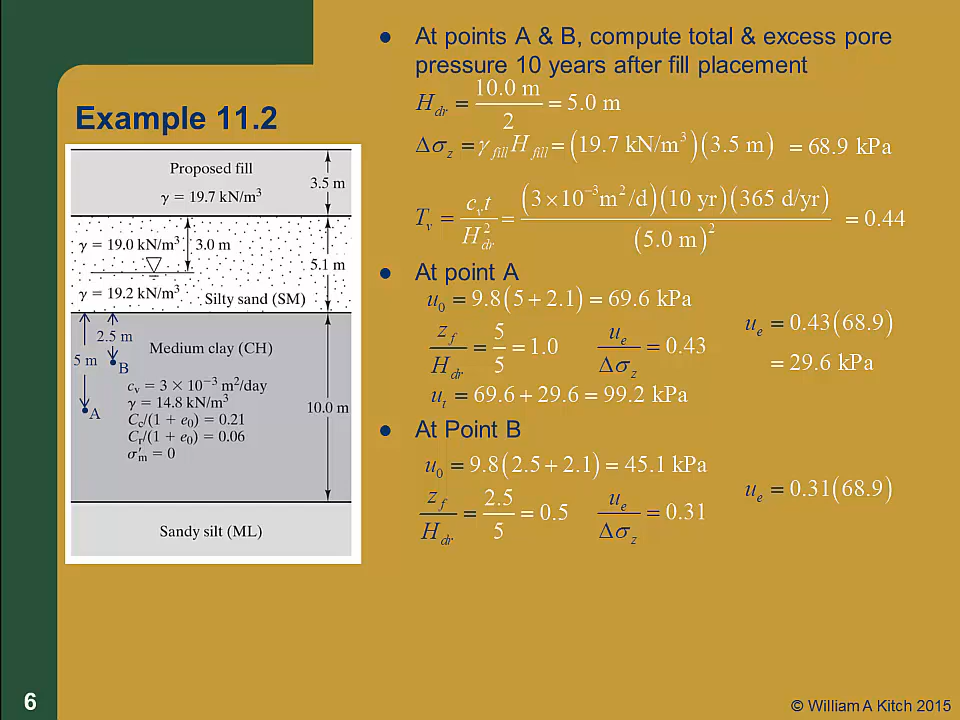 Example 11.2
Proposed fill
γ = 19.7 kN/m³
3.5 m
γ = 19.0 kN/m³
3.0 m
5.1 m
γ = 19.2 kN/m³
Silty sand (SM)
2.5 m
5 m
B
Medium clay (CH)
c_v = 3 × 10⁻³ m²/day
γ = 14.8 kN/m³
C_c/(1 + e₀) = 0.21
C_r/(1 + e₀) = 0.06
σ′_m = 0
A
10.0 m
Sandy silt (ML)
At points A & B, compute total & excess pore
pressure 10 years after fill placement
H_dr = 10.0 m / 2 = 5.0 m
Δσ_z = γ_fill H_fill = (19.7 kN/m³)(3.5 m) = 68.9 kPa
T_v = c_v t / H_dr² = (3×10⁻³ m²/d)(10 yr)(365 d/yr) / (5.0 m)² = 0.44
At point A
u₀ = 9.8(5 + 2.1) = 69.6 kPa
z_f / H_dr = 5 / 5 = 1.0
u_e / Δσ_z = 0.43
u_e = 0.43(68.9)
= 29.6 kPa
u_t = 69.6 + 29.6 = 99.2 kPa
At Point B
u₀ = 9.8(2.5 + 2.1) = 45.1 kPa
z_f / H_dr = 2.5 / 5 = 0.5
u_e / Δσ_z = 0.31
u_e = 0.31(68.9)
6
© William A Kitch 2015